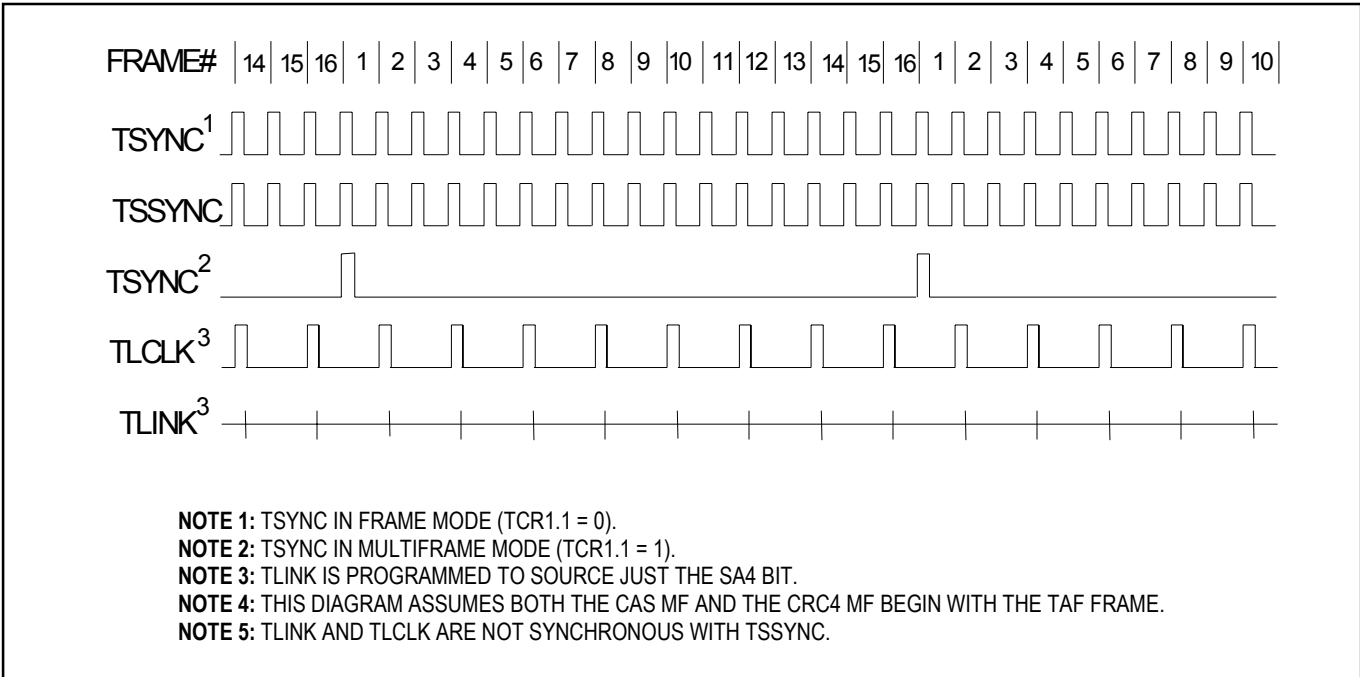 FRAME# 14 15 16 1 2 3 4 5 6 7 8 9 10 11 12 13 14 15 16 1 2 3 4 5 6 7 8 9 10
TSYNC1
TSSYNC
TSYNC2
TLCLK3
TLINK3
NOTE 1: TSYNC IN FRAME MODE (TCR1.1 = 0).
NOTE 2: TSYNC IN MULTIFRAME MODE (TCR1.1 = 1).
NOTE 3: TLINK IS PROGRAMMED TO SOURCE JUST THE SA4 BIT.
NOTE 4: THIS DIAGRAM ASSUMES BOTH THE CAS MF AND THE CRC4 MF BEGIN WITH THE TAF FRAME.
NOTE 5: TLINK AND TLCLK ARE NOT SYNCHRONOUS WITH TSSYNC.